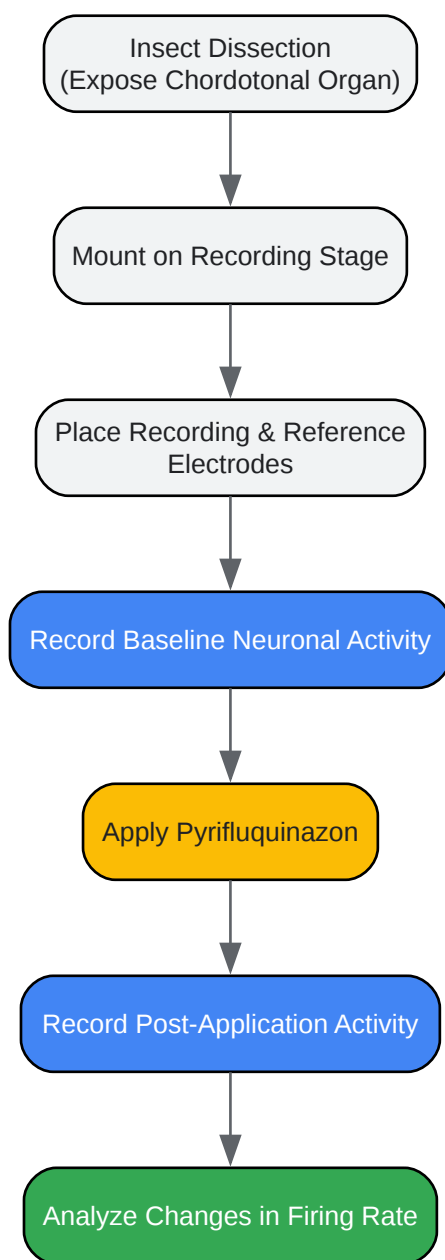 Insect Dissection
(Expose Chordotonal Organ)
Mount on Recording Stage
Place Recording & Reference
Electrodes
Record Baseline Neuronal Activity
Apply Pyrifluquinazon
Record Post-Application Activity
Analyze Changes in Firing Rate